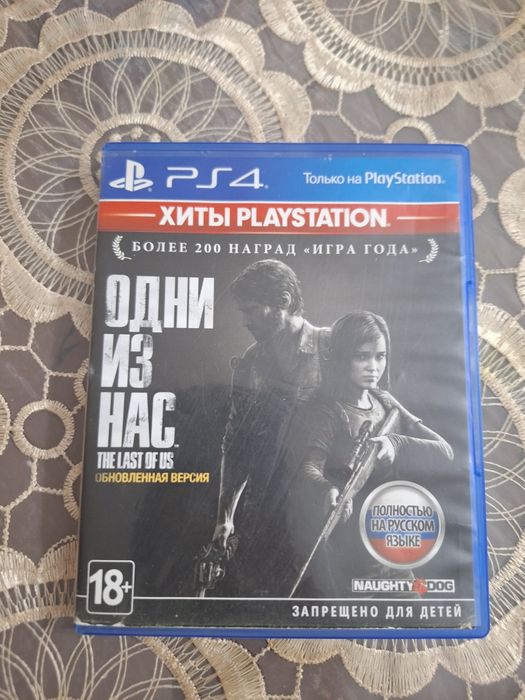 PS4
Только на PlayStation
ХИТЫ PLAYSTATION
БОЛЕЕ 200 НАГРАД «ИГРА ГОДА»
ОДНИ
ИЗ
НАС
THE LAST OF US
ОБНОВЛЕННАЯ ВЕРСИЯ
ПОЛНОСТЬЮ
НА РУССКОМ
ЯЗЫКЕ
18+
NAUGHTY DOG
ЗАПРЕЩЕНО ДЛЯ ДЕТЕЙ